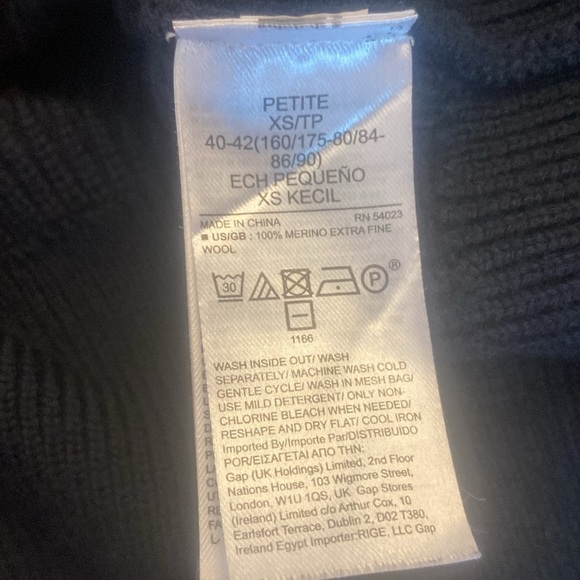 PETITE
XS/TP
40-42(160/175-80/84-
86/90)
ECH PEQUEÑO
XS KECIL
MADE IN CHINA RN 54023
■ US/GB : 100% MERINO EXTRA FINE
WOOL
30 P ®
1166
WASH INSIDE OUT/ WASH
SEPARATELY/ MACHINE WASH COLD
GENTLE CYCLE/ WASH IN MESH BAG/
USE MILD DETERGENT/ ONLY NON-
CHLORINE BLEACH WHEN NEEDED/
RESHAPE AND DRY FLAT/ COOL IRON
Imported By/Importe Par/DISTRIBUIDO
POR/ΕΙΣΑΓΕΤΑΙ ΑΠΟ ΤΗΝ:
Gap (UK Holdings) Limited, 2nd Floor
Nations House, 103 Wigmore Street,
London, W1U 1QS, UK. Gap Stores
(Ireland) Limited c/o Arthur Cox, 10
Earlsfort Terrace, Dublin 2, D02 T380,
Ireland Egypt Importer:RIGE, LLC Gap